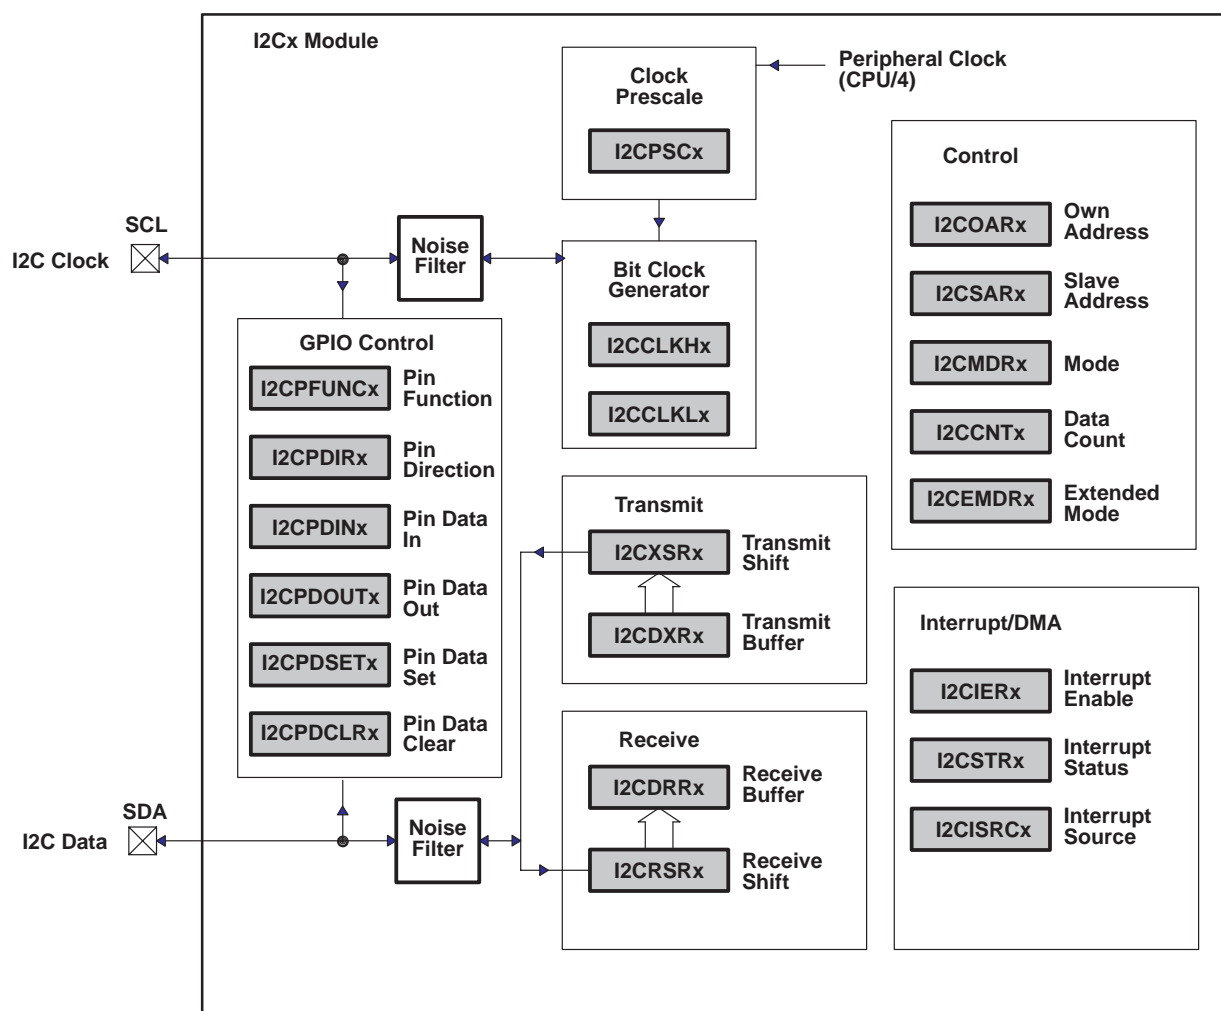 I2Cx Module
Peripheral Clock
(CPU/4)
Clock
Prescale
I2CPSCx
SCL
I2C Clock
Noise
Filter
Bit Clock
Generator
I2CCLKHx
I2CCLKLx
GPIO Control
I2CPFUNCx
Pin
Function
I2CPDIRx
Pin
Direction
I2CPDINx
Pin Data
In
I2CPDOUTx
Pin Data
Out
I2CPDSETx
Pin Data
Set
I2CPDCLRx
Pin Data
Clear
SDA
I2C Data
Noise
Filter
Transmit
I2CXSRx
Transmit
Shift
I2CDXRx
Transmit
Buffer
Receive
I2CDRRx
Receive
Buffer
I2CRSRx
Receive
Shift
Control
I2COARx
Own
Address
I2CSARx
Slave
Address
I2CMDRx
Mode
I2CCNTx
Data
Count
I2CEMDRx
Extended
Mode
Interrupt/DMA
I2CIERx
Interrupt
Enable
I2CSTRx
Interrupt
Status
I2CISRCx
Interrupt
Source